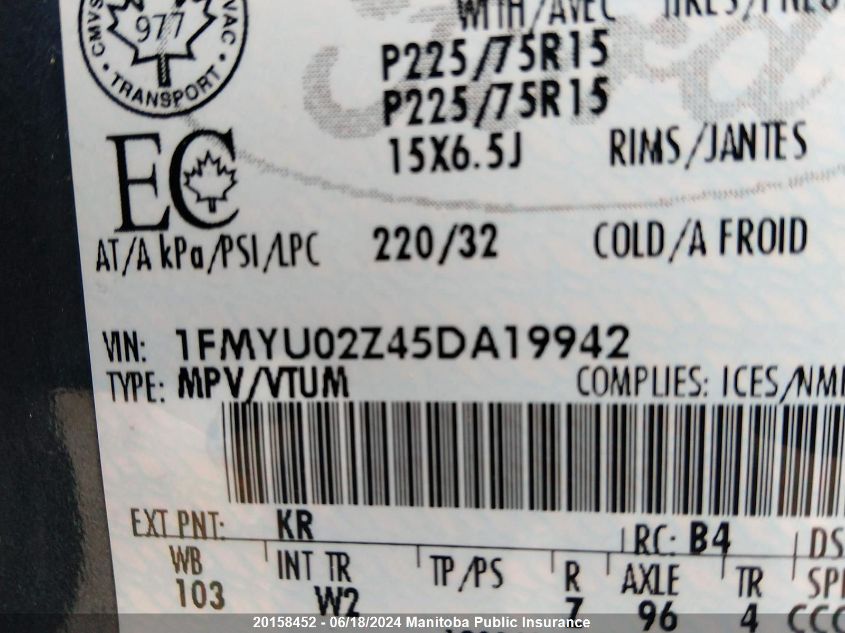 977
TRANSPORT
WITH/AVEC
P225/75R15
P225/75R15
15X6.5J RIMS/JANTES
EC
AT/A kPa/PSI/LPC 220/32 COLD/A FROID
VIN: 1FMYU02Z45DA19942
TYPE: MPV/VTUM COMPLIES: ICES/NM
EXT PNT: KR RC: B4 DS
WB INT TR TP/PS R AXLE TR
103 W2 7 96 4 CCC
20158452 - 06/18/2024 Manitoba Public Insurance